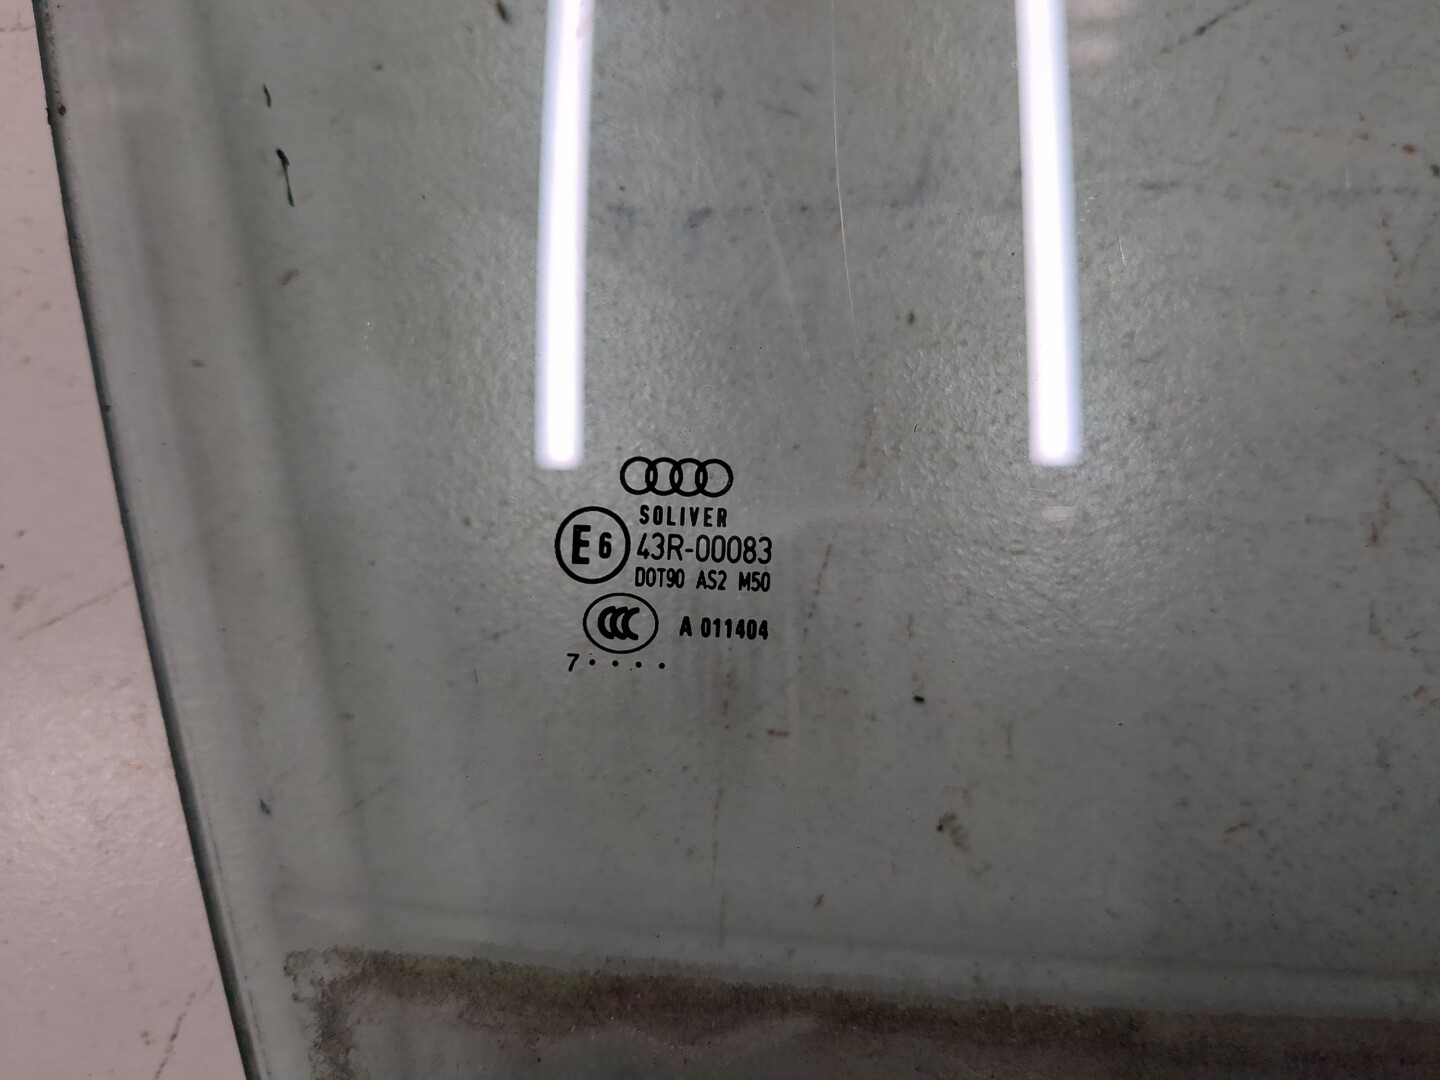 SOLIVER
E6 43R-00083
DOT90 AS2 M50
CCC A 011404
7 · · · ·